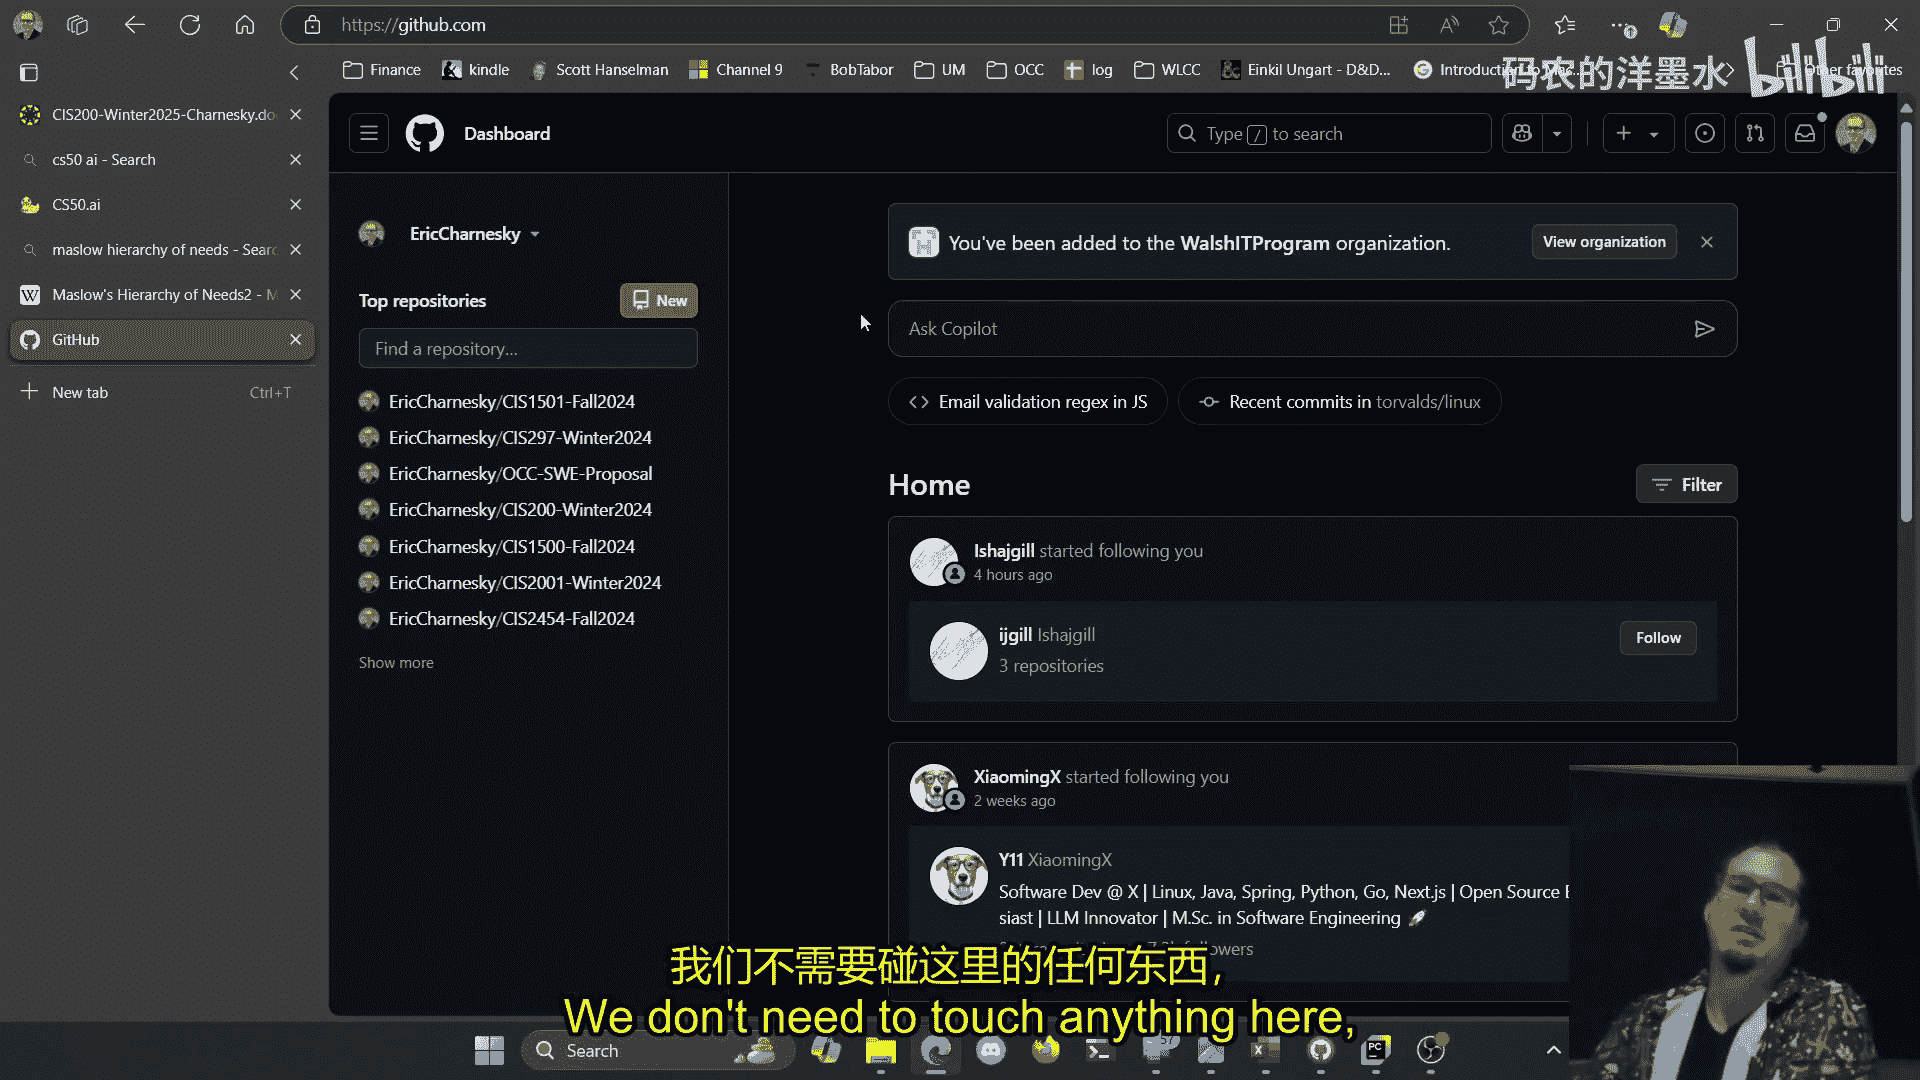 https://github.com
Finance
kindle
Scott Hanselman
Channel 9
BobTabor
UM
OCC
log
WLCC
Einkil Ungart - D&D...
码农的洋墨水
bilibili
Other favorites
CIS200-Winter2025-Charnesky.do
cs50 ai - Search
CS50.ai
maslow hierarchy of needs - Searc
Maslow's Hierarchy of Needs2 - M
GitHub
New tab
Ctrl+T
Dashboard
Type / to search
EricCharnesky
Top repositories
New
Find a repository...
EricCharnesky/CIS1501-Fall2024
EricCharnesky/CIS297-Winter2024
EricCharnesky/OCC-SWE-Proposal
EricCharnesky/CIS200-Winter2024
EricCharnesky/CIS1500-Fall2024
EricCharnesky/CIS2001-Winter2024
EricCharnesky/CIS2454-Fall2024
Show more
You've been added to the WalshITProgram organization.
View organization
Ask Copilot
Email validation regex in JS
Recent commits in torvalds/linux
Home
Filter
Ishajgill started following you
4 hours ago
ijgill Ishajgill
3 repositories
Follow
XiaomingX started following you
2 weeks ago
Y11 XiaomingX
Software Dev @ X | Linux, Java, Spring, Python, Go, Next.js | Open Source E
siast | LLM Innovator | M.Sc. in Software Engineering 🚀
我们不需要碰这里的任何东西，
We don't need to touch anything here,
Search